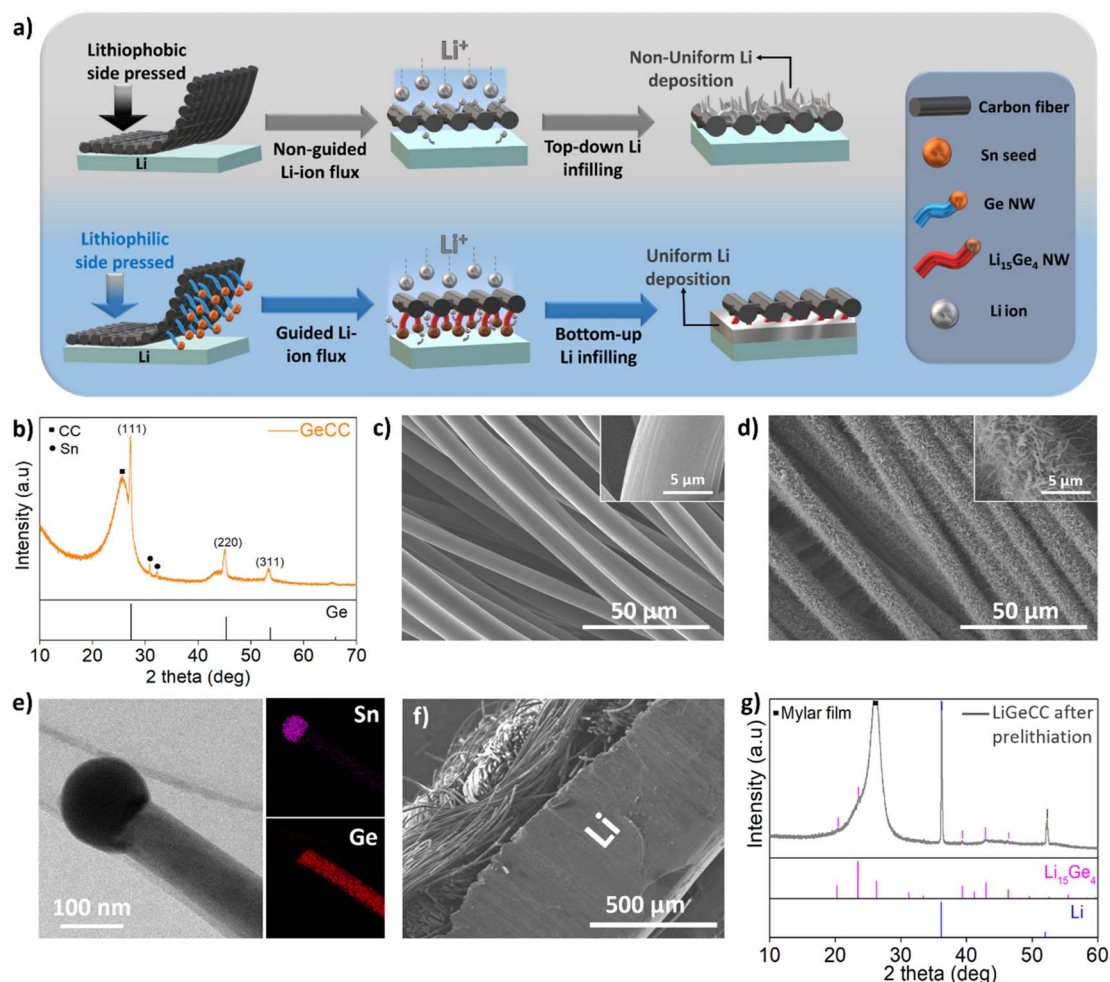 a)
Lithiophobic
side pressed
Li
Non-guided
Li-ion flux
Li⁺
Top-down Li
infilling
Non-Uniform Li
deposition
Lithiophilic
side pressed
Li
Guided Li-
ion flux
Li⁺
Bottom-up
Li infilling
Uniform Li
deposition
Carbon fiber
Sn seed
Ge NW
Li₁₅Ge₄ NW
Li ion
b)
■ CC
● Sn
(111)
GeCC
(220)
(311)
Intensity (a.u)
Ge
10 20 30 40 50 60 70
2 theta (deg)
c)
5 µm
50 µm
d)
5 µm
50 µm
e)
100 nm
Sn
Ge
f)
Li
500 µm
g)
■ Mylar film
LiGeCC after
prelithiation
Intensity (a.u)
Li₁₅Ge₄
Li
10 20 30 40 50 60
2 theta (deg)